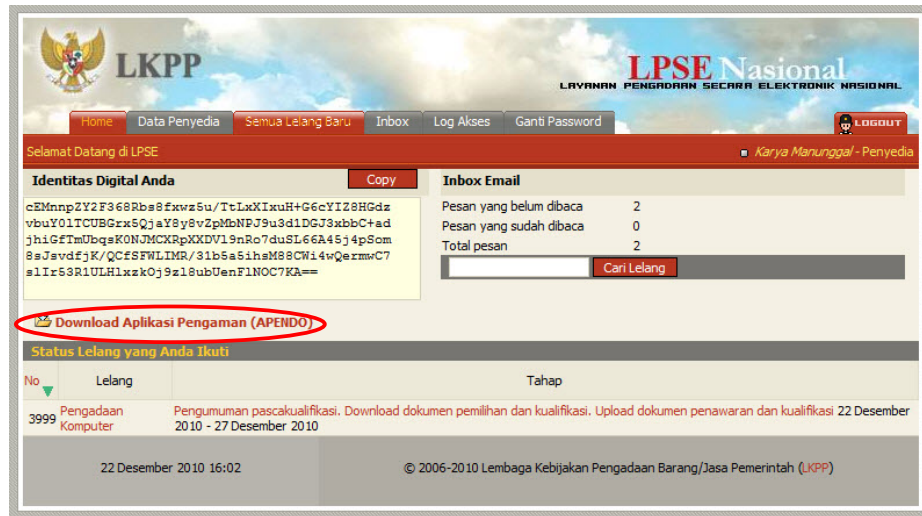 LKPP
LPSE Nasional
LAYANAN PENGADAAN SECARA ELEKTRONIK NASIONAL
Home Data Penyedia Semua Lelang Baru Inbox Log Akses Ganti Password LOGOUT
Selamat Datang di LPSE Karya Manunggal - Penyedia
Identitas Digital Anda Copy Inbox Email
cEMnnpZY2F368Rbs8fxwz5u/TtLxXIxuH+G6cYIZ8HGdz
vbuY0lTCUBGrx5QjaY8y8vZpMbNPJ9u3d1DGJ3xbbC+ad
jhiGfTmUbqsK0NJMCXRpXXDVl9nRo7duSL66A45j4pSom
8sJsvdfjK/QCfSFWLIMR/31b5a5ihsM88CWi4wQermwC7
slIr53R1ULHlxzkOj9zl8ubUenFlNOC7KA==
Pesan yang belum dibaca 2
Pesan yang sudah dibaca 0
Total pesan 2
Cari Lelang
Download Aplikasi Pengaman (APENDO)
Status Lelang yang Anda Ikuti
No Lelang Tahap
3999 Pengadaan Komputer Pengumuman pascakualifikasi. Download dokumen pemilihan dan kualifikasi. Upload dokumen penawaran dan kualifikasi 22 Desember
2010 - 27 Desember 2010
22 Desember 2010 16:02 © 2006-2010 Lembaga Kebijakan Pengadaan Barang/Jasa Pemerintah (LKPP)